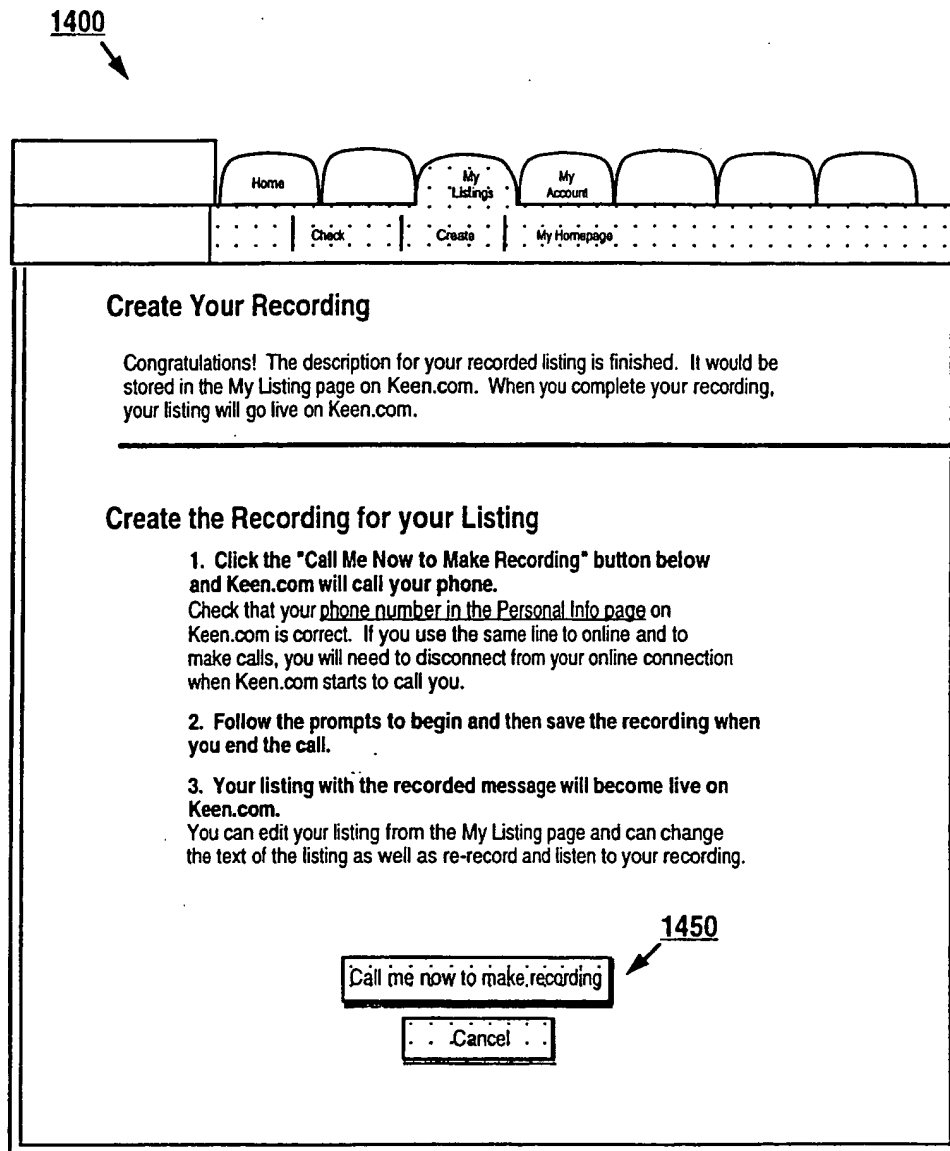 1400
Home
My
Listings
My
Account
Check
Create
My Homepage
Create Your Recording
Congratulations! The description for your recorded listing is finished. It would be
stored in the My Listing page on Keen.com. When you complete your recording,
your listing will go live on Keen.com.
Create the Recording for your Listing
1. Click the "Call Me Now to Make Recording" button below
and Keen.com will call your phone.
Check that your phone number in the Personal Info page on
Keen.com is correct. If you use the same line to online and to
make calls, you will need to disconnect from your online connection
when Keen.com starts to call you.
2. Follow the prompts to begin and then save the recording when
you end the call.
3. Your listing with the recorded message will become live on
Keen.com.
You can edit your listing from the My Listing page and can change
the text of the listing as well as re-record and listen to your recording.
1450
Call me now to make recording
Cancel